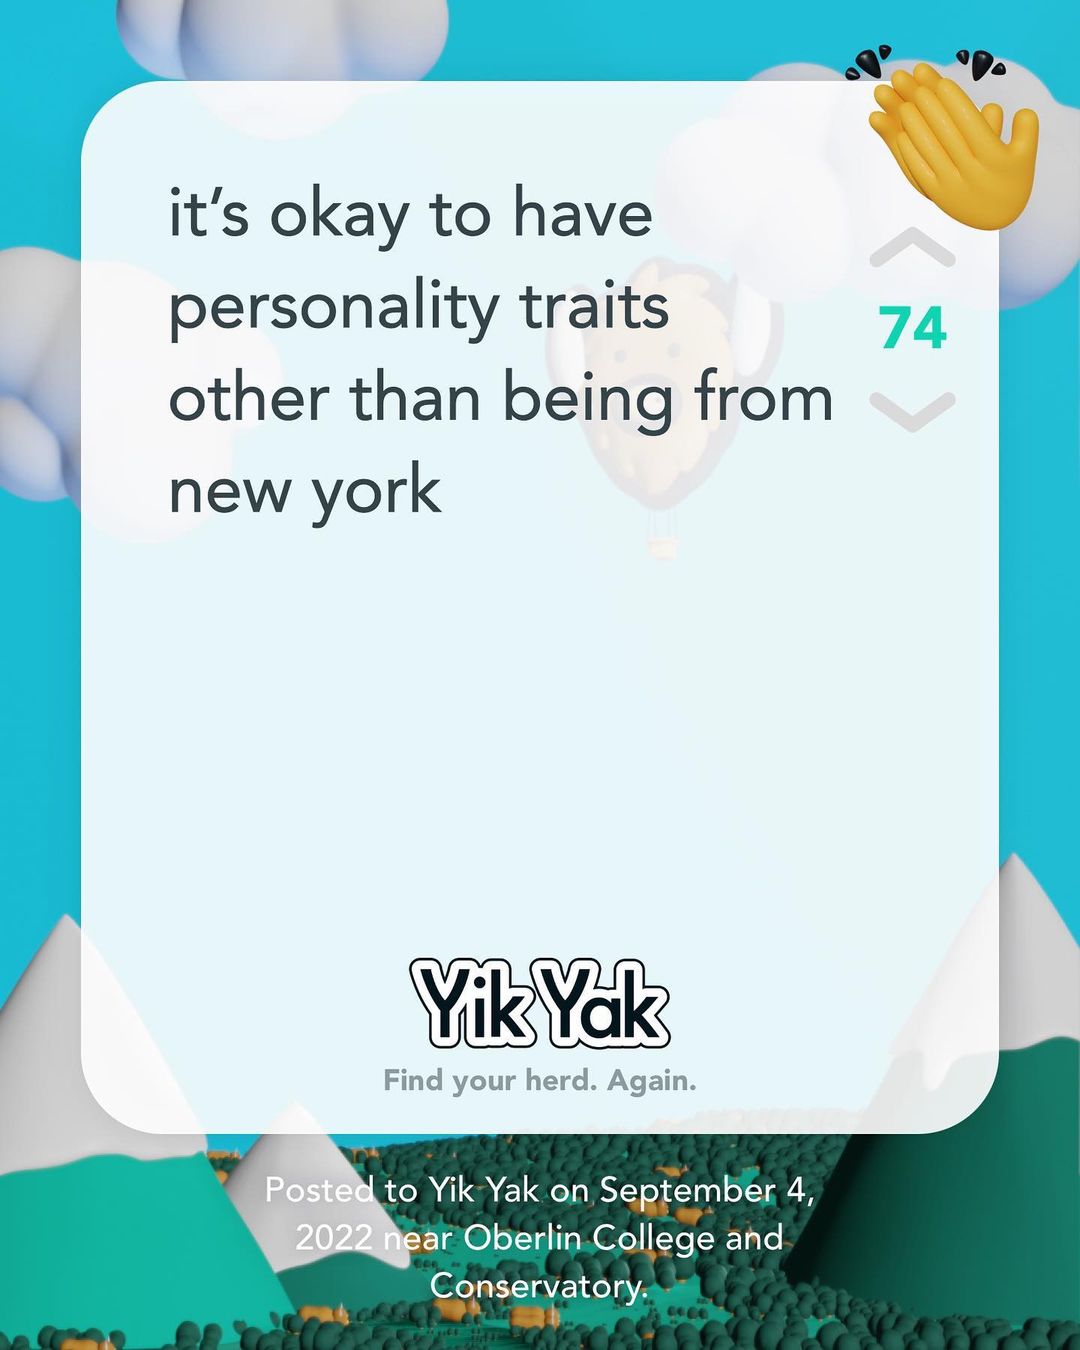 it’s okay to have
personality traits
other than being from
new york
74
Yik Yak
Find your herd. Again.
Posted to Yik Yak on September 4,
2022 near Oberlin College and
Conservatory.